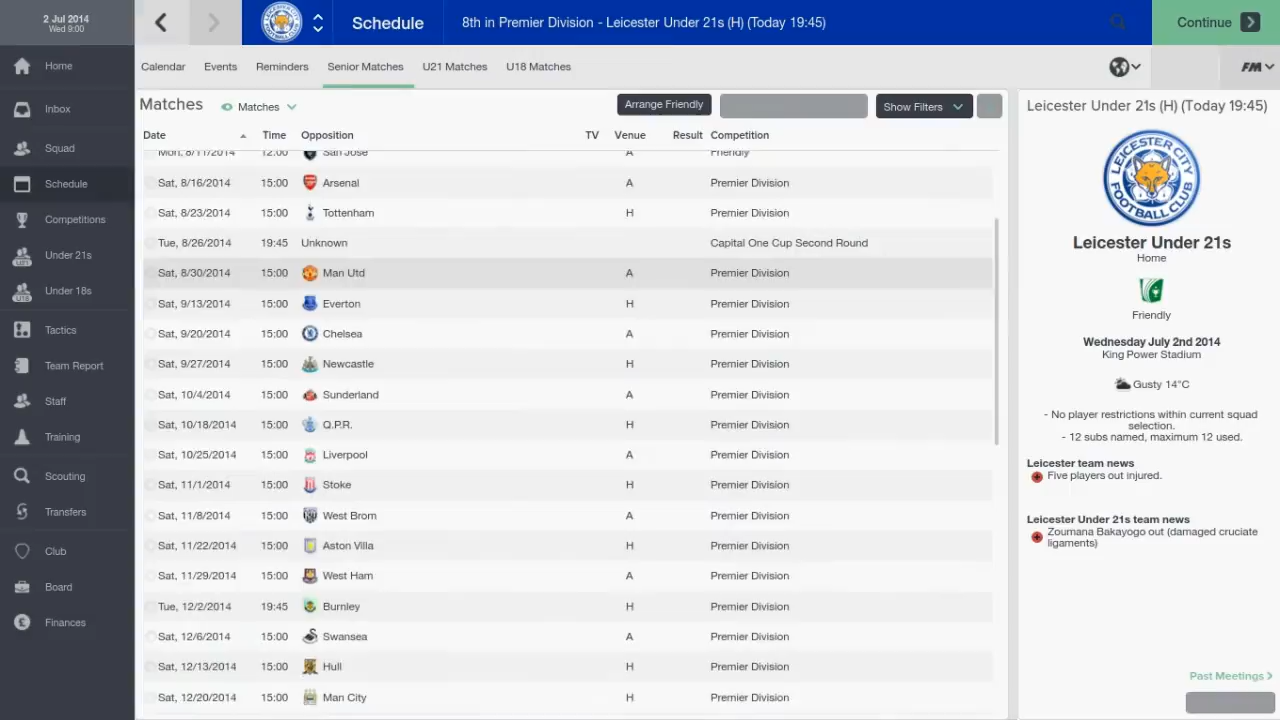 2 Jul 2014
Wed 9:00
Schedule
8th in Premier Division - Leicester Under 21s (H) (Today 19:45)
Continue
Home
Inbox
Squad
Schedule
Competitions
Under 21s
Under 18s
Tactics
Team Report
Staff
Training
Scouting
Transfers
Club
Board
Finances
Calendar Events Reminders Senior Matches U21 Matches U18 Matches
FM
Matches Matches Arrange Friendly Show Filters
Date Time Opposition TV Venue Result Competition
Mon, 8/11/2014 12:00 San Jose A Friendly
Sat, 8/16/2014 15:00 Arsenal A Premier Division
Sat, 8/23/2014 15:00 Tottenham H Premier Division
Tue, 8/26/2014 19:45 Unknown Capital One Cup Second Round
Sat, 8/30/2014 15:00 Man Utd A Premier Division
Sat, 9/13/2014 15:00 Everton H Premier Division
Sat, 9/20/2014 15:00 Chelsea A Premier Division
Sat, 9/27/2014 15:00 Newcastle H Premier Division
Sat, 10/4/2014 15:00 Sunderland A Premier Division
Sat, 10/18/2014 15:00 Q.P.R. H Premier Division
Sat, 10/25/2014 15:00 Liverpool A Premier Division
Sat, 11/1/2014 15:00 Stoke H Premier Division
Sat, 11/8/2014 15:00 West Brom A Premier Division
Sat, 11/22/2014 15:00 Aston Villa H Premier Division
Sat, 11/29/2014 15:00 West Ham A Premier Division
Tue, 12/2/2014 19:45 Burnley H Premier Division
Sat, 12/6/2014 15:00 Swansea A Premier Division
Sat, 12/13/2014 15:00 Hull H Premier Division
Sat, 12/20/2014 15:00 Man City H Premier Division
Leicester Under 21s (H) (Today 19:45)
LEICESTER CITY
FOOTBALL CLUB
Leicester Under 21s
Home
Friendly
Wednesday July 2nd 2014
King Power Stadium
Gusty 14°C
- No player restrictions within current squad
selection.
- 12 subs named, maximum 12 used.
Leicester team news
Five players out injured.
Leicester Under 21s team news
Zoumana Bakayogo out (damaged cruciate
ligaments)
Past Meetings